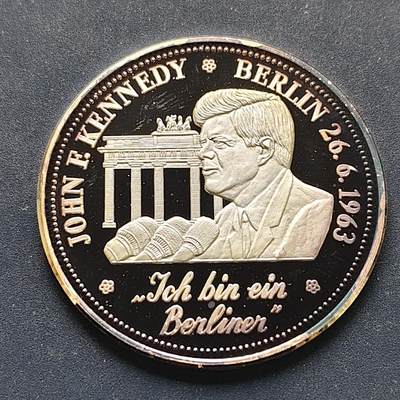 JOHN F. KENNEDY BERLIN 26.6.1963
„Ich bin ein
Berliner"